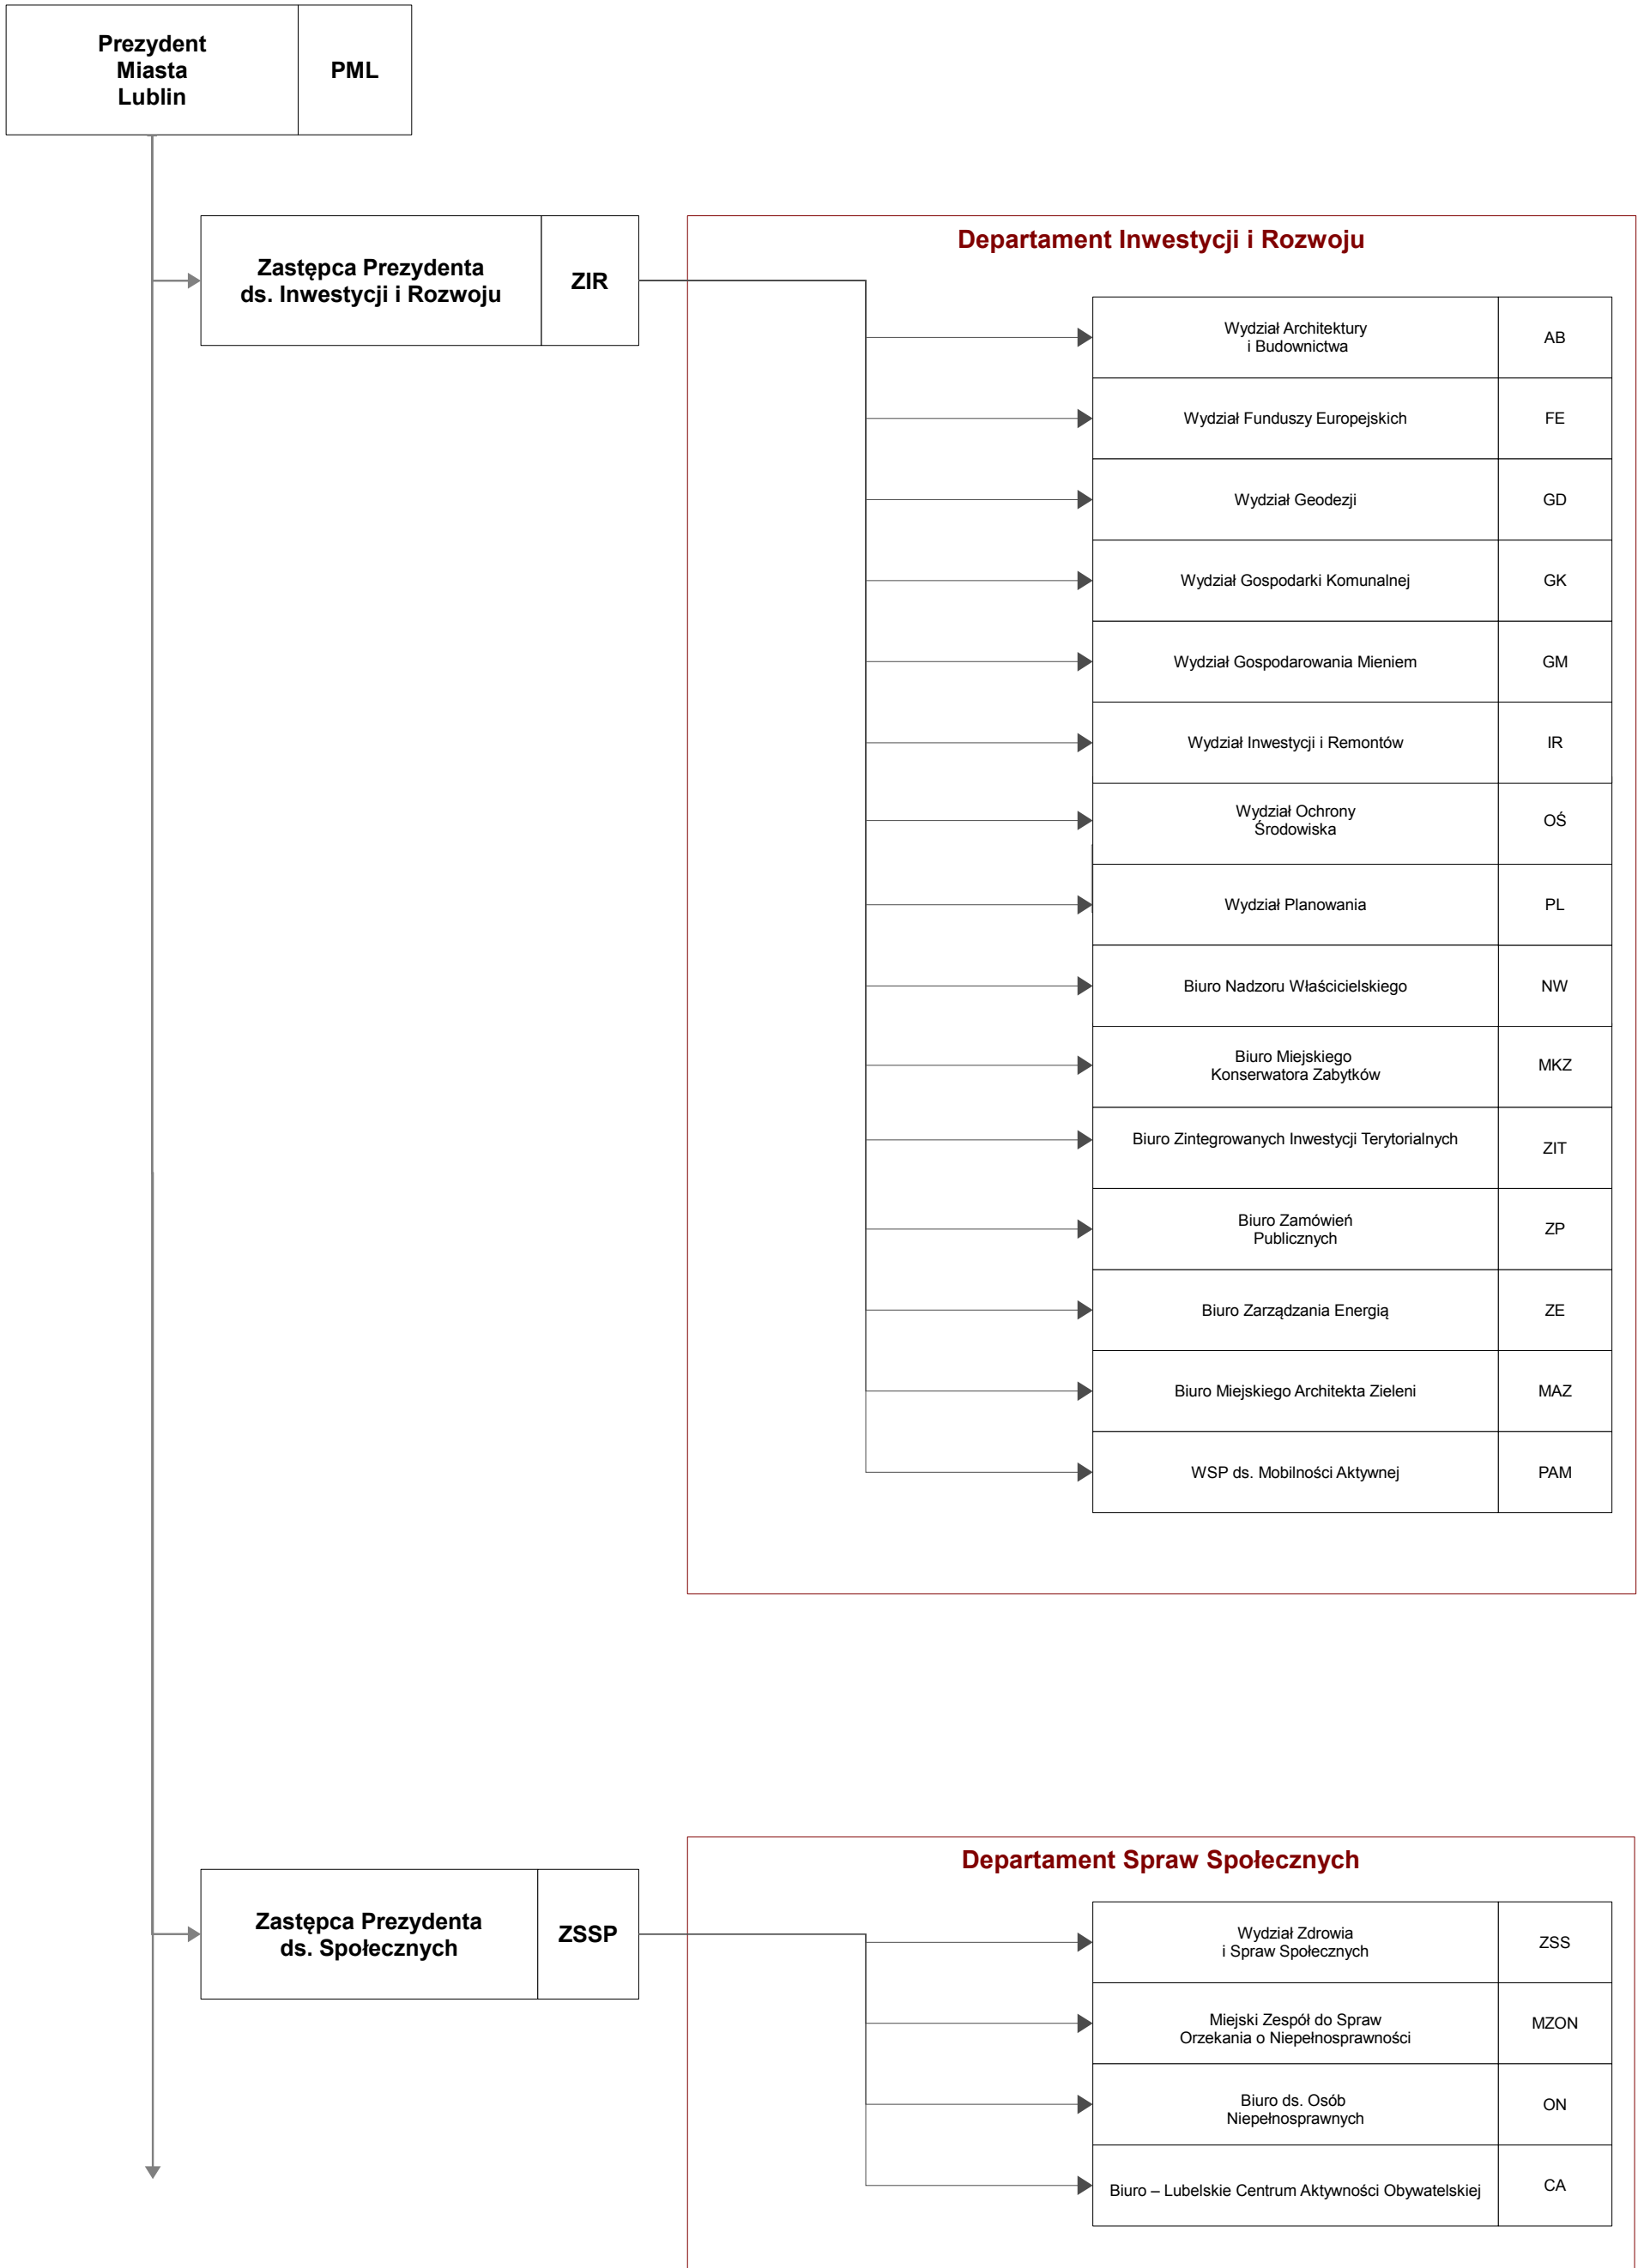 Prezydent
Miasta
Lublin
PML
Zastępca Prezydenta
ds. Inwestycji i Rozwoju
ZIR
Departament Inwestycji i Rozwoju
Wydział Architektury
i Budownictwa
AB
Wydział Funduszy Europejskich
FE
Wydział Geodezji
GD
Wydział Gospodarki Komunalnej
GK
Wydział Gospodarowania Mieniem
GM
Wydział Inwestycji i Remontów
IR
Wydział Ochrony
Środowiska
OŚ
Wydział Planowania
PL
Biuro Nadzoru Właścicielskiego
NW
Biuro Miejskiego
Konserwatora Zabytków
MKZ
Biuro Zintegrowanych Inwestycji Terytorialnych
ZIT
Biuro Zamówień
Publicznych
ZP
Biuro Zarządzania Energią
ZE
Biuro Miejskiego Architekta Zieleni
MAZ
WSP ds. Mobilności Aktywnej
PAM
Zastępca Prezydenta
ds. Społecznych
ZSSP
Departament Spraw Społecznych
Wydział Zdrowia
i Spraw Społecznych
ZSS
Miejski Zespół do Spraw
Orzekania o Niepełnosprawności
MZON
Biuro ds. Osób
Niepełnosprawnych
ON
Biuro – Lubelskie Centrum Aktywności Obywatelskiej
CA